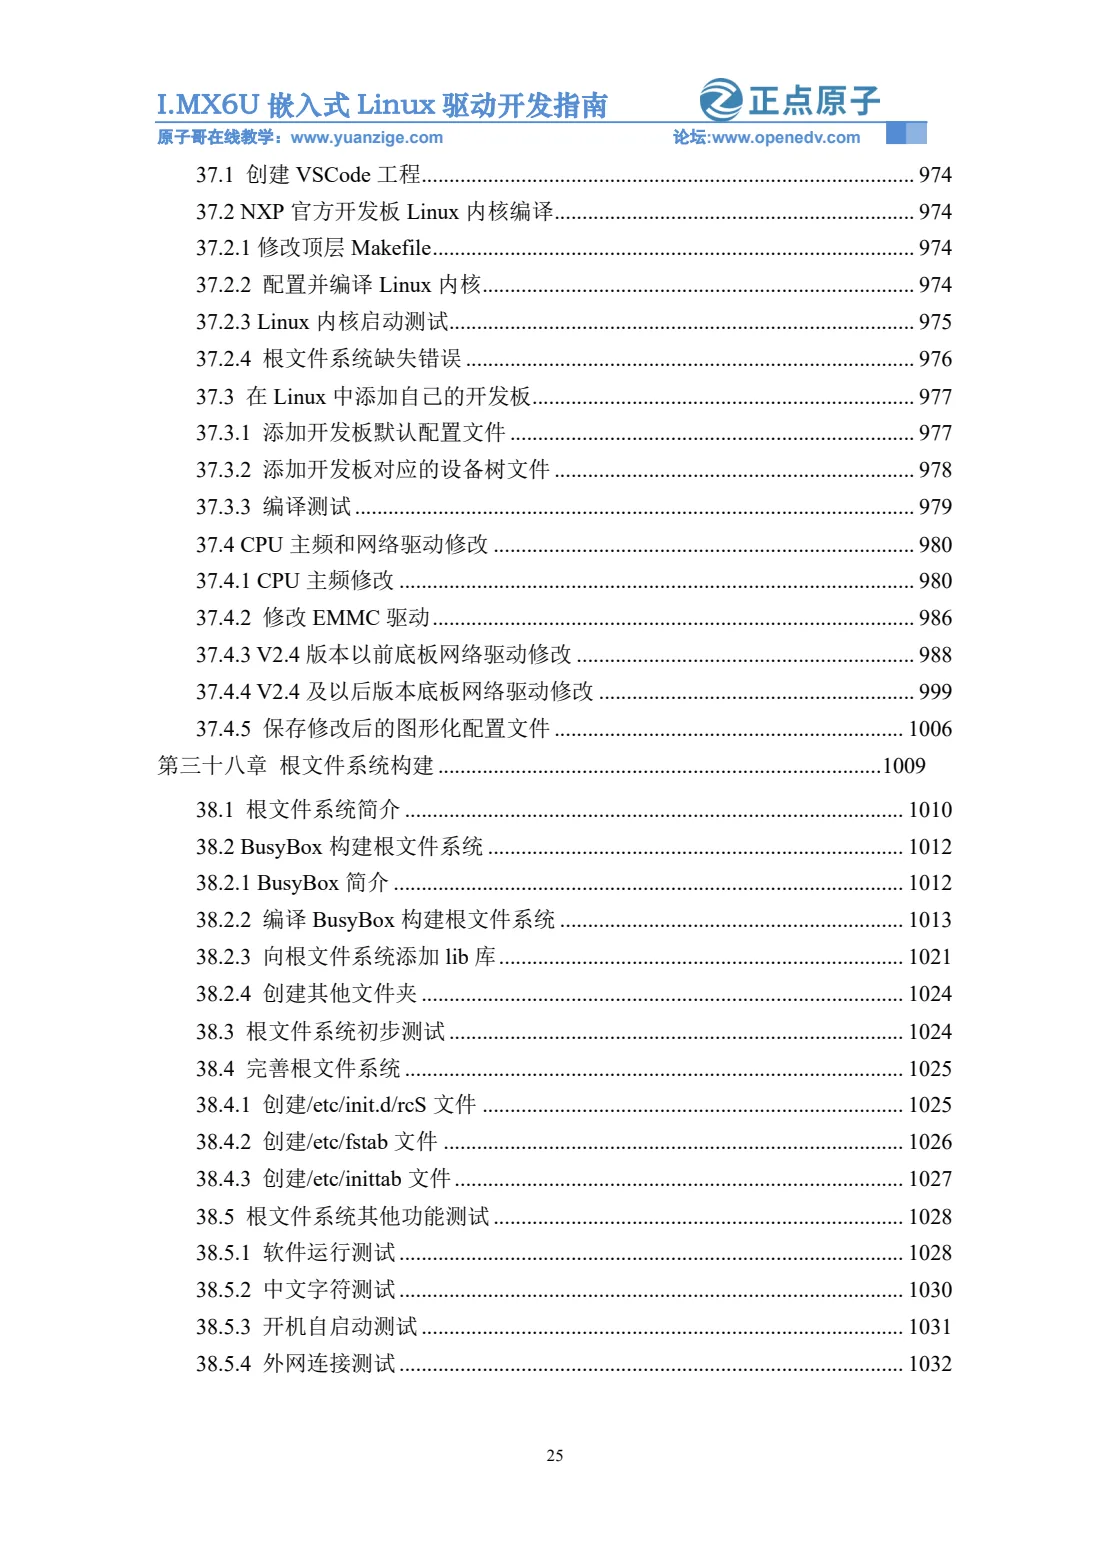 I.MX6U 嵌入式 Linux 驱动开发指南
正点原子
原子哥在线教学：www.yuanzige.com 论坛:www.openedv.com
37.1 创建 VSCode 工程 974
37.2 NXP 官方开发板 Linux 内核编译 974
37.2.1 修改顶层 Makefile 974
37.2.2 配置并编译 Linux 内核 974
37.2.3 Linux 内核启动测试 975
37.2.4 根文件系统缺失错误 976
37.3 在 Linux 中添加自己的开发板 977
37.3.1 添加开发板默认配置文件 977
37.3.2 添加开发板对应的设备树文件 978
37.3.3 编译测试 979
37.4 CPU 主频和网络驱动修改 980
37.4.1 CPU 主频修改 980
37.4.2 修改 EMMC 驱动 986
37.4.3 V2.4 版本以前底板网络驱动修改 988
37.4.4 V2.4 及以后版本底板网络驱动修改 999
37.4.5 保存修改后的图形化配置文件 1006
第三十八章 根文件系统构建 1009
38.1 根文件系统简介 1010
38.2 BusyBox 构建根文件系统 1012
38.2.1 BusyBox 简介 1012
38.2.2 编译 BusyBox 构建根文件系统 1013
38.2.3 向根文件系统添加 lib 库 1021
38.2.4 创建其他文件夹 1024
38.3 根文件系统初步测试 1024
38.4 完善根文件系统 1025
38.4.1 创建/etc/init.d/rcS 文件 1025
38.4.2 创建/etc/fstab 文件 1026
38.4.3 创建/etc/inittab 文件 1027
38.5 根文件系统其他功能测试 1028
38.5.1 软件运行测试 1028
38.5.2 中文字符测试 1030
38.5.3 开机自启动测试 1031
38.5.4 外网连接测试 1032
25